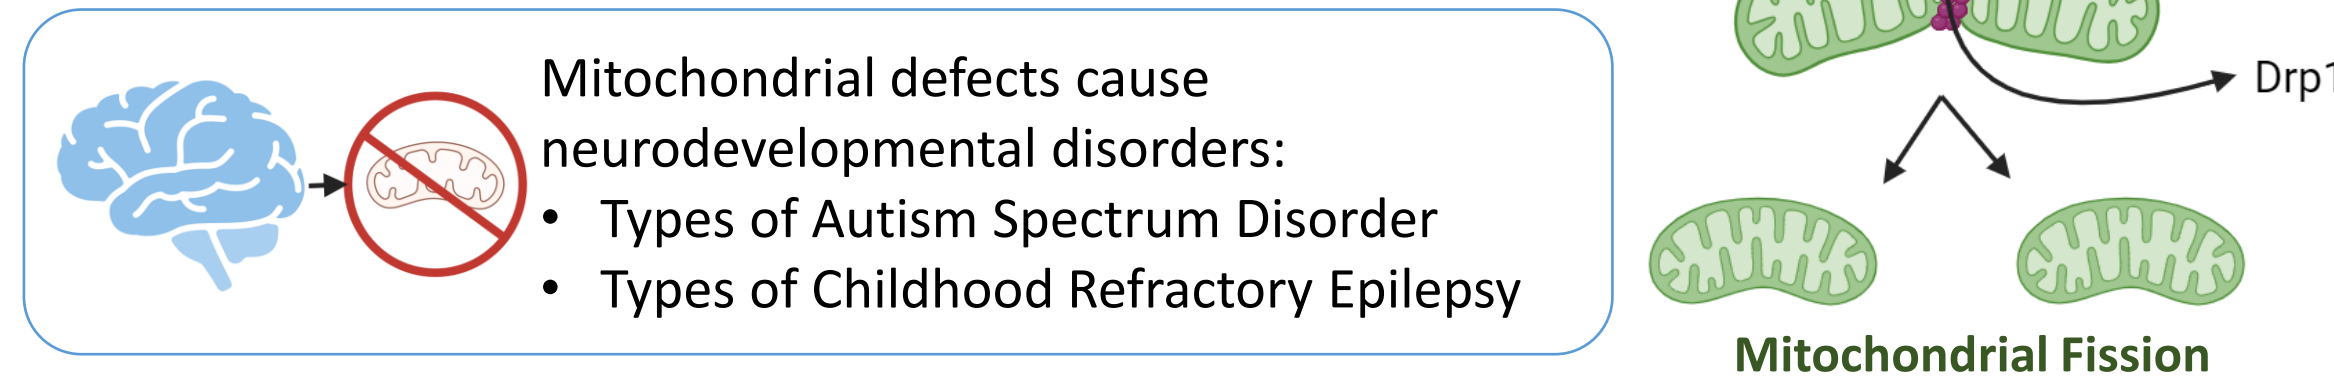 Mitochondrial defects cause
neurodevelopmental disorders:
• Types of Autism Spectrum Disorder
• Types of Childhood Refractory Epilepsy
Drp1
Mitochondrial Fission